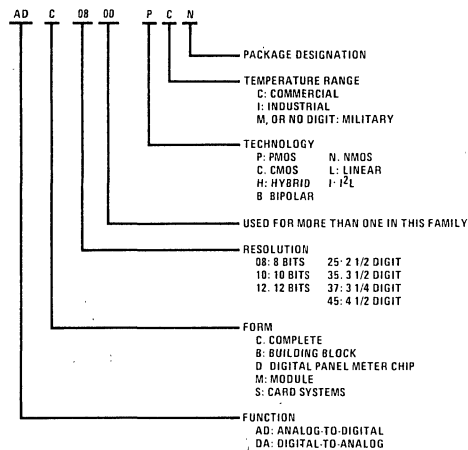 AD C 08 00 P C N
PACKAGE DESIGNATION
TEMPERATURE RANGE
C: COMMERCIAL
I: INDUSTRIAL
M, OR NO DIGIT: MILITARY
TECHNOLOGY
P: PMOS N. NMOS
C. CMOS L: LINEAR
H: HYBRID I· I²L
B BIPOLAR
USED FOR MORE THAN ONE IN THIS FAMILY
RESOLUTION
08: 8 BITS 25· 2 1/2 DIGIT
10: 10 BITS 35. 3 1/2 DIGIT
12. 12 BITS 37: 3 1/4 DIGIT
45: 4 1/2 DIGIT
FORM
C. COMPLETE
B: BUILDING BLOCK
D DIGITAL PANEL METER CHIP
M: MODULE
S: CARD SYSTEMS
FUNCTION
AD: ANALOG-TO-DIGITAL
DA: DIGITAL-TO-ANALOG